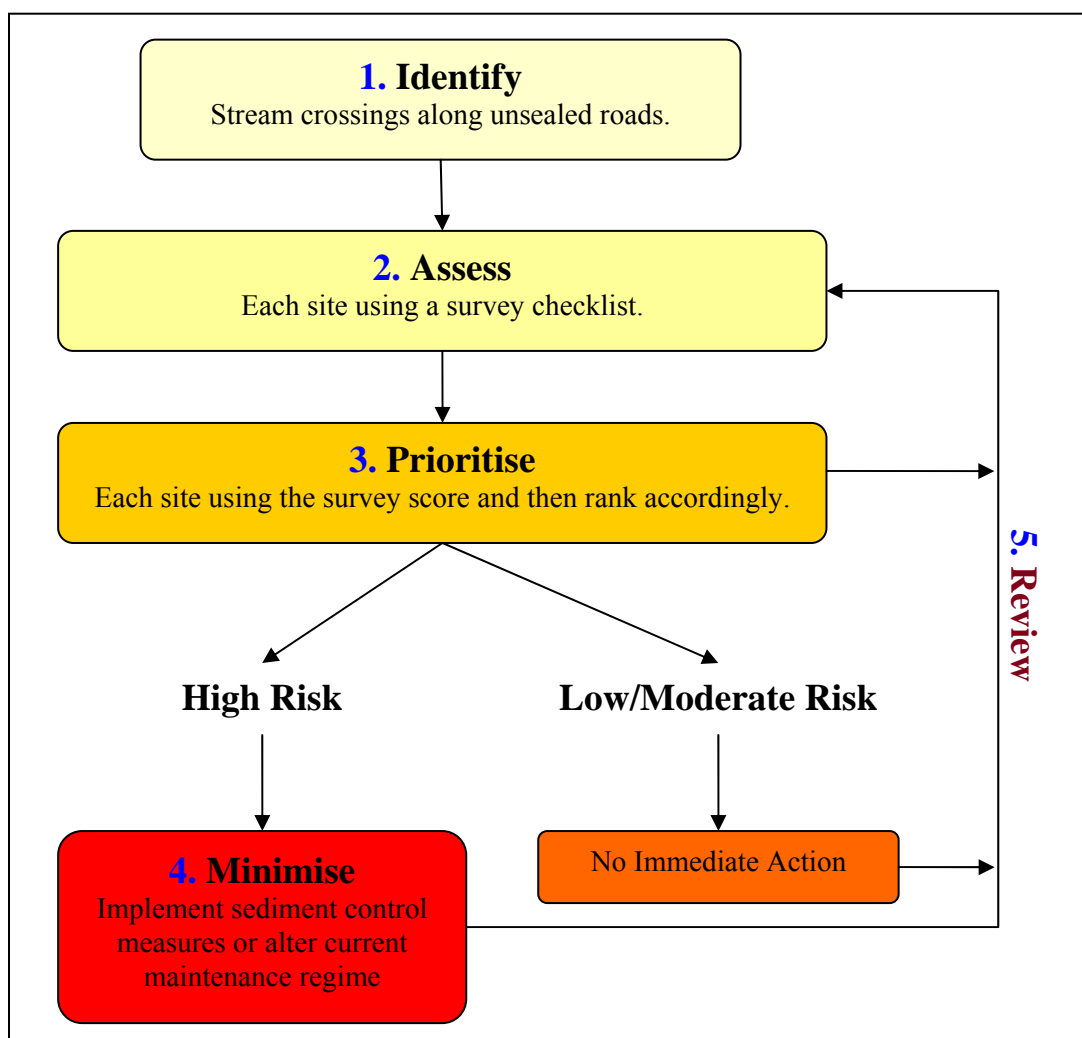 1. Identify
Stream crossings along unsealed roads.
2. Assess
Each site using a survey checklist.
3. Prioritise
Each site using the survey score and then rank accordingly.
5. Review
High Risk
Low/Moderate Risk
4. Minimise
Implement sediment control
measures or alter current
maintenance regime
No Immediate Action